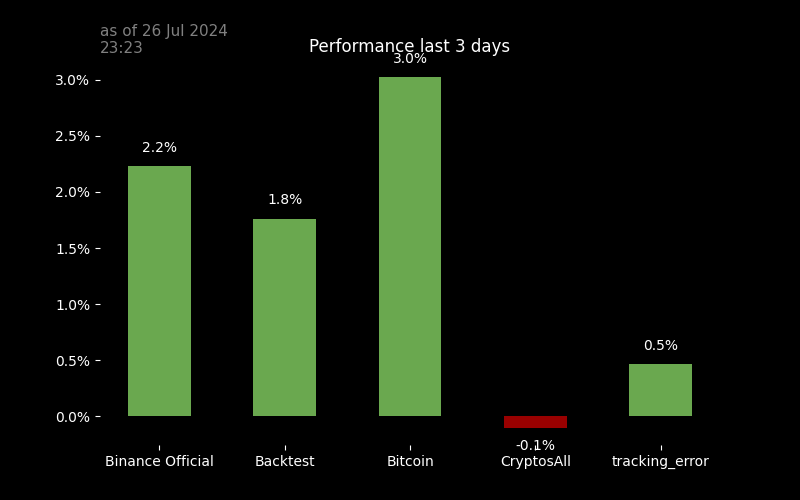 as of 26 Jul 2024
23:23
Performance last 3 days
3.0%
3.0%
2.5%
2.2%
2.0%
1.8%
1.5%
1.0%
0.5%
0.5%
0.0%
-0.1%
Binance Official
Backtest
Bitcoin
CryptosAll
tracking_error